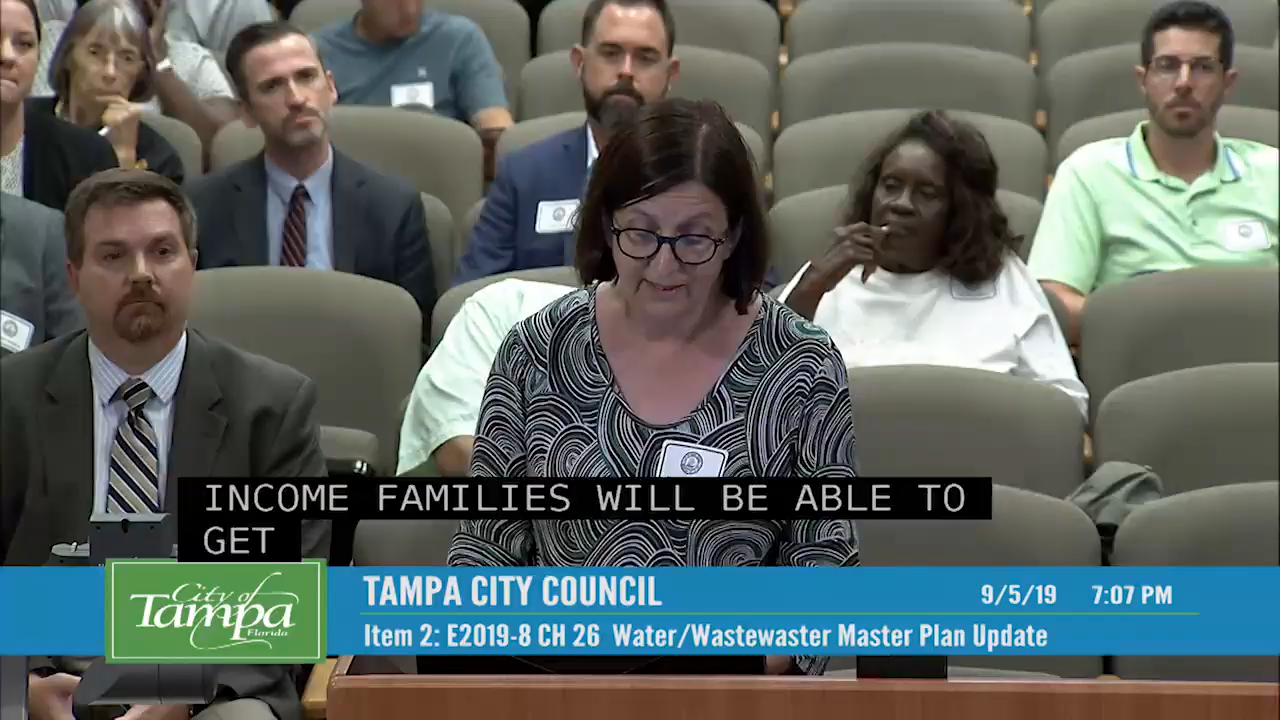 INCOME FAMILIES WILL BE ABLE TO
GET
City of
Tampa
Florida
TAMPA CITY COUNCIL
9/5/19 7:07 PM
Item 2: E2019-8 CH 26 Water/Wastewaster Master Plan Update